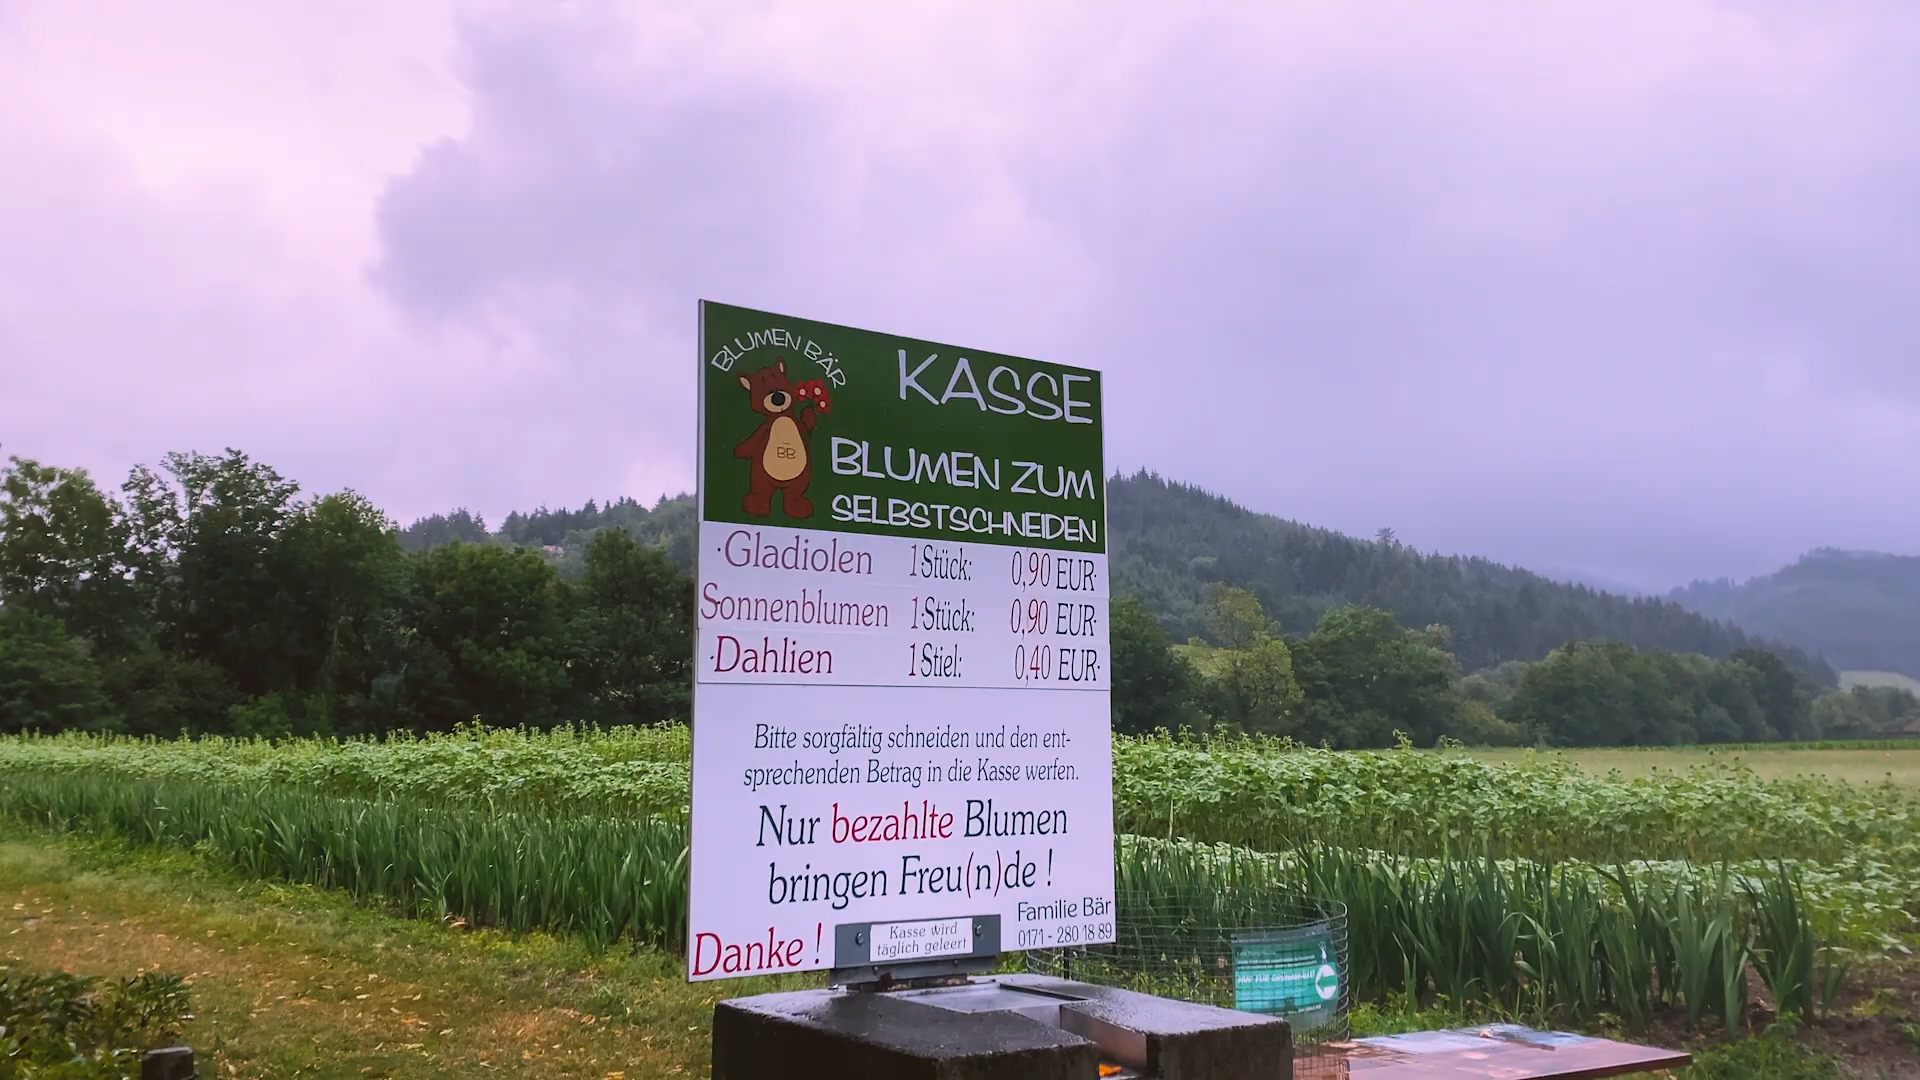 BLUMEN BÄR
KASSE
BB
BLUMEN ZUM
SELBSTSCHNEIDEN
·Gladiolen 1 Stück: 0,90 EUR·
Sonnenblumen 1·Stück: 0,90 EUR·
·Dahlien 1 Stiel: 0,40 EUR·
Bitte sorgfältig schneiden und den ent-
sprechenden Betrag in die Kasse werfen.
Nur bezahlte Blumen
bringen Freu(n)de !
Familie Bär
0171 - 280 18 89
Danke !
Kasse wird
täglich geleert
NUR FÜR